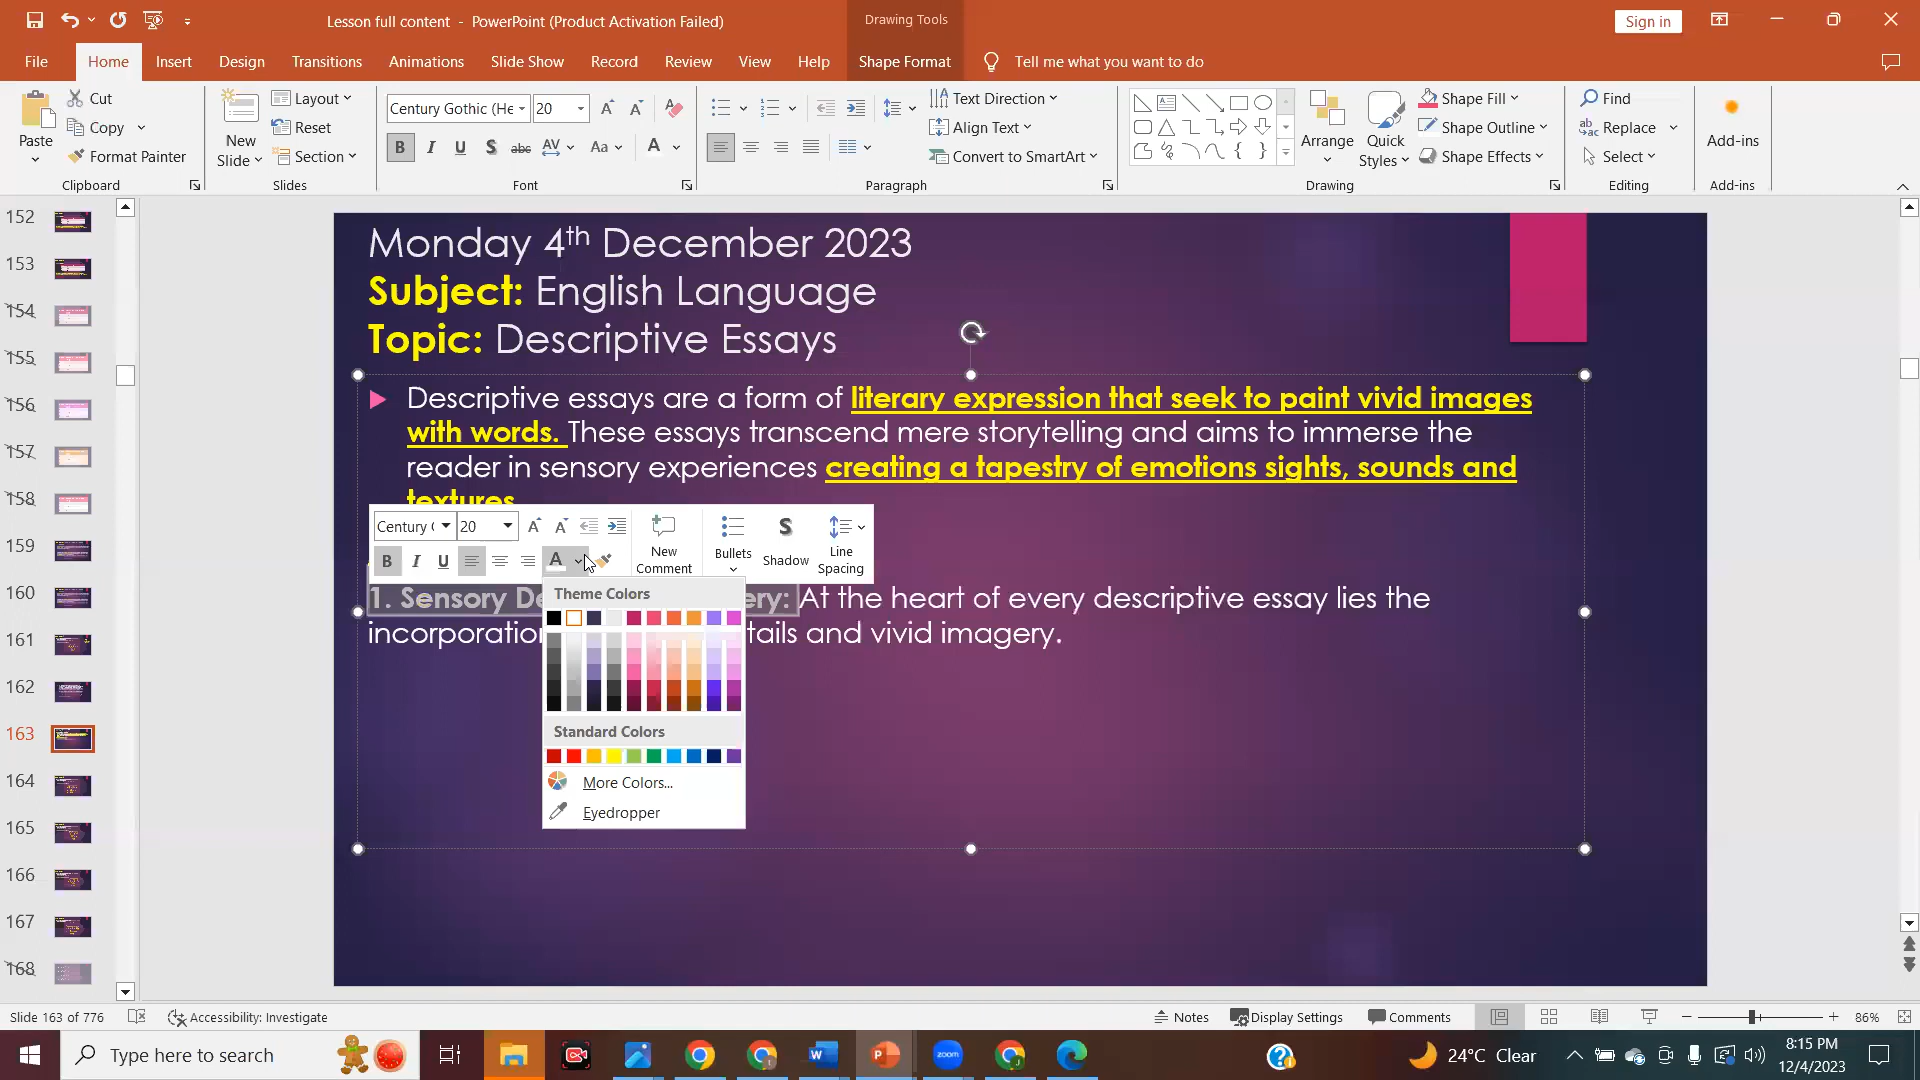 Lesson full content - PowerPoint (Product Activation Failed)
Drawing Tools
Sign in
File Home Insert Design Transitions Animations Slide Show Record Review View Help Shape Format Tell me what you want to do
Paste
Cut
Copy
Format Painter
Clipboard
New Slide
Layout
Reset
Section
Slides
Century Gothic (He 20
B I U S abc AV Aa A
Font
Text Direction
Align Text
Convert to SmartArt
Paragraph
Arrange
Quick Styles
Shape Fill
Shape Outline
Shape Effects
Drawing
Find
Replace
Select
Editing
Add-ins
Add-ins
152
153
154
155
156
157
158
159
160
161
162
163
164
165
166
167
168
Monday 4th December 2023
Subject: English Language
Topic: Descriptive Essays
Descriptive essays are a form of literary expression that seek to paint vivid images
with words. These essays transcend mere storytelling and aims to immerse the
reader in sensory experiences creating a tapestry of emotions sights, sounds and
textures
Century 20 A A
B I U A
New Comment
Bullets
S
Shadow
Line Spacing
1. Sensory De ery: At the heart of every descriptive essay lies the
incorporation tails and vivid imagery.
Theme Colors
Standard Colors
More Colors...
Eyedropper
Slide 163 of 776 Accessibility: Investigate Notes Display Settings Comments 86%
Type here to search
zoom
24°C Clear
8:15 PM
12/4/2023